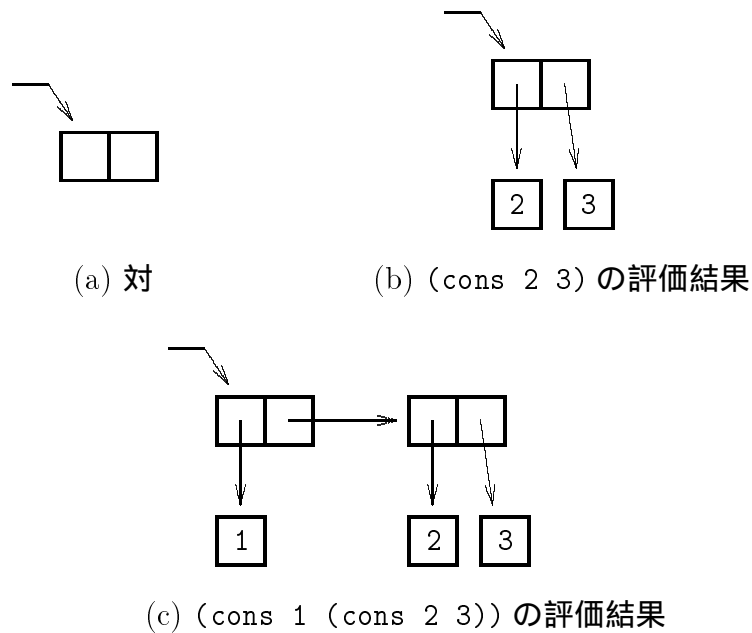 2 3
(a) 対
(b) (cons 2 3) の評価結果
1 2 3
(c) (cons 1 (cons 2 3)) の評価結果